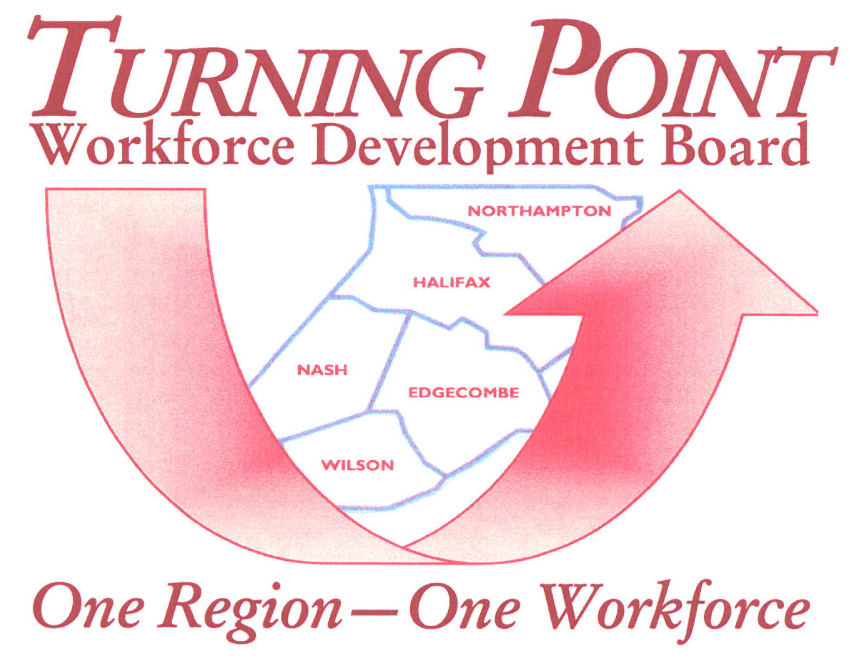 TURNING POINT
Workforce Development Board
NORTHAMPTON
HALIFAX
NASH
EDGECOMBE
WILSON
One Region—One Workforce